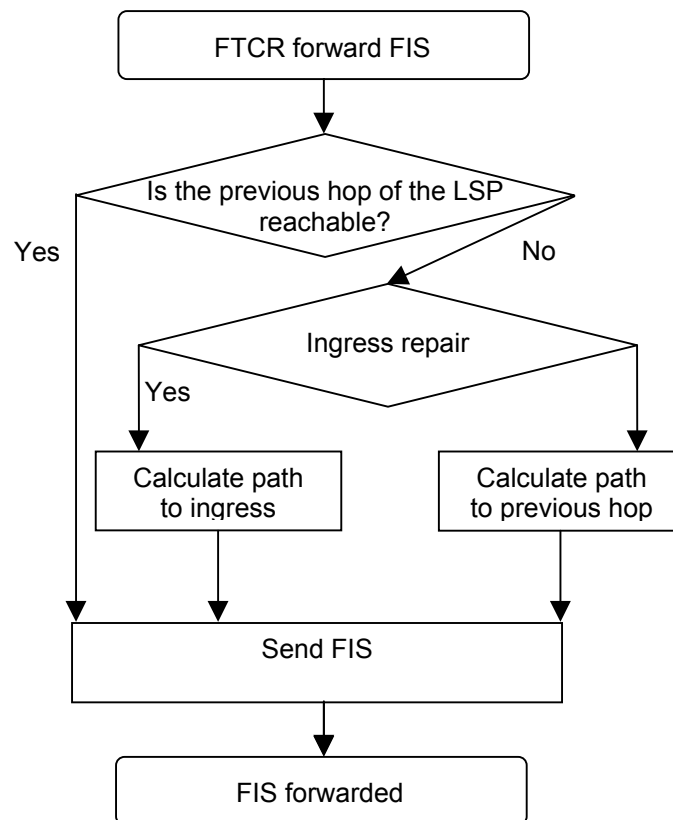 FTCR forward FIS
Is the previous hop of the LSP
reachable?
Yes
No
Ingress repair
Yes
Calculate path
to ingress
Calculate path
to previous hop
Send FIS
FIS forwarded